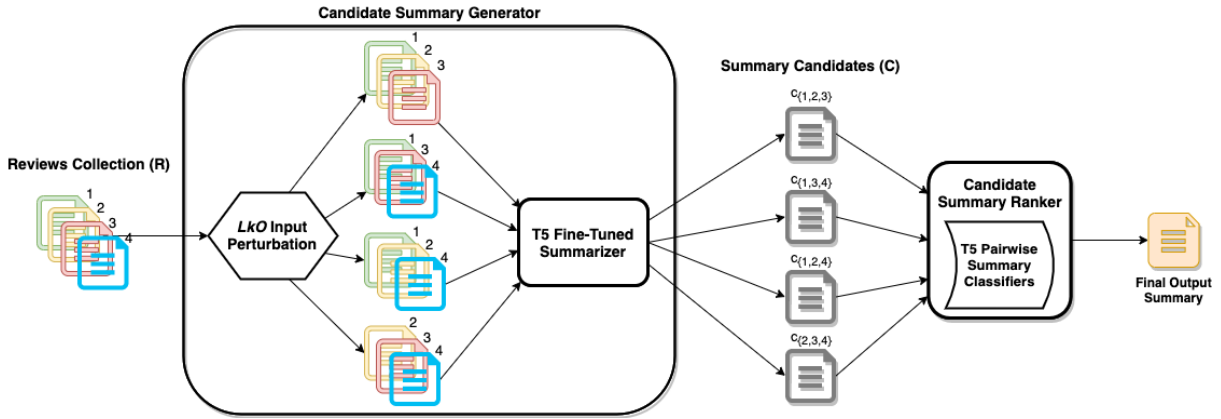 Candidate Summary Generator
Reviews Collection (R)
1
2
3
4
LkO Input
Perturbation
1
2
3
1
3
4
1
2
4
2
3
4
T5 Fine-Tuned
Summarizer
Summary Candidates (C)
C{1,2,3}
C{1,3,4}
C{1,2,4}
C{2,3,4}
Candidate
Summary Ranker
T5 Pairwise
Summary
Classifiers
Final Output
Summary